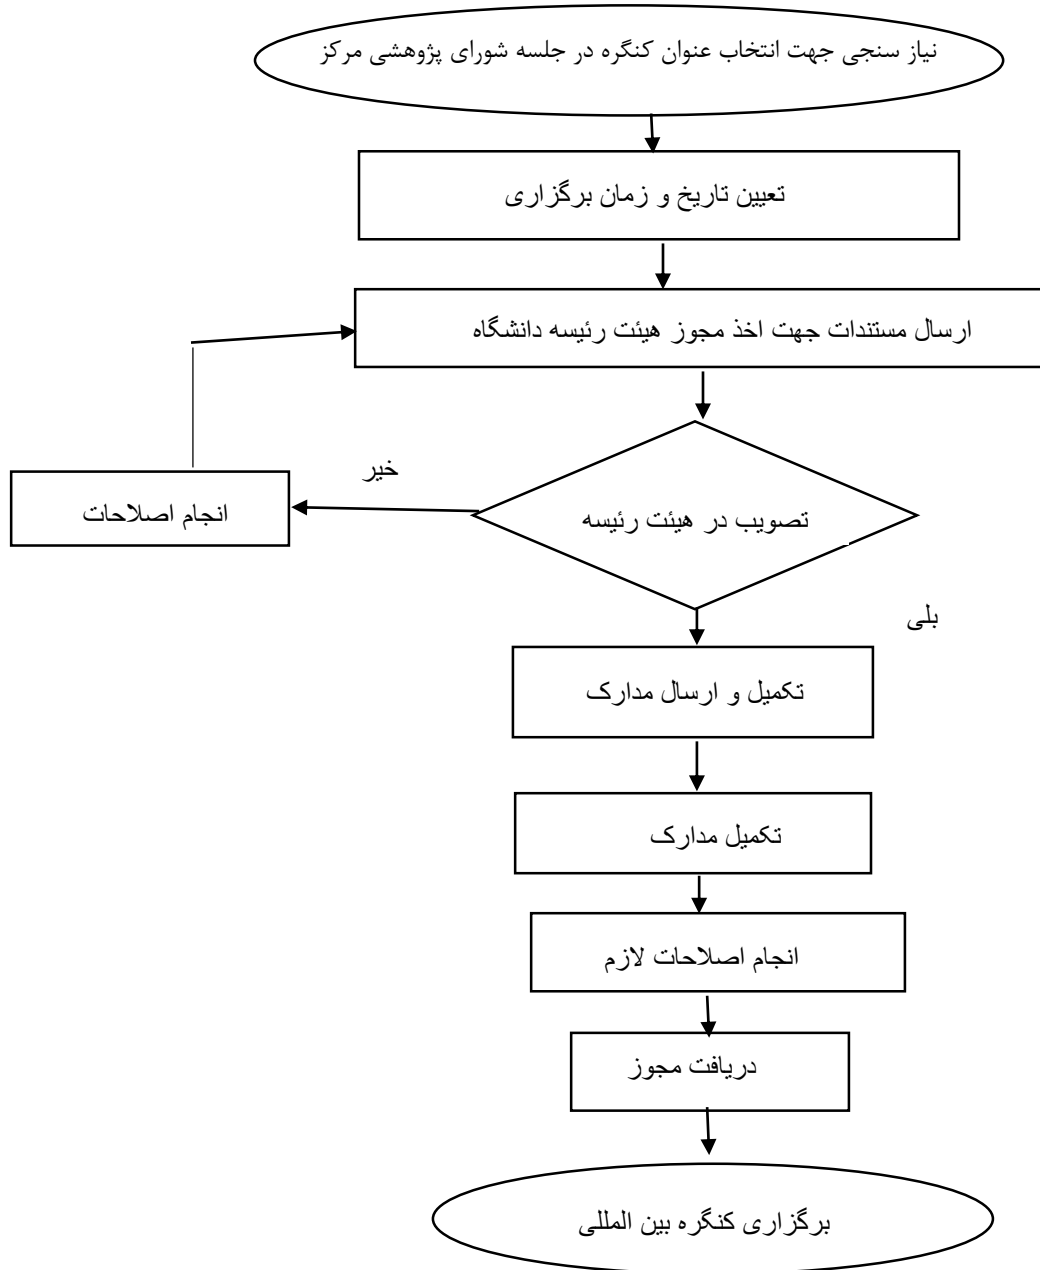 نیاز سنجی جهت انتخاب عنوان کنگره در جلسه شورای پژوهشی مرکز
تعیین تاریخ و زمان برگزاری
ارسال مستندات جهت اخذ مجوز هیئت رئیسه دانشگاه
خیر
تصویب در هیئت رئیسه
انجام اصلاحات
بلی
تکمیل و ارسال مدارک
تکمیل مدارک
انجام اصلاحات لازم
دریافت مجوز
برگزاری کنگره بین المللی